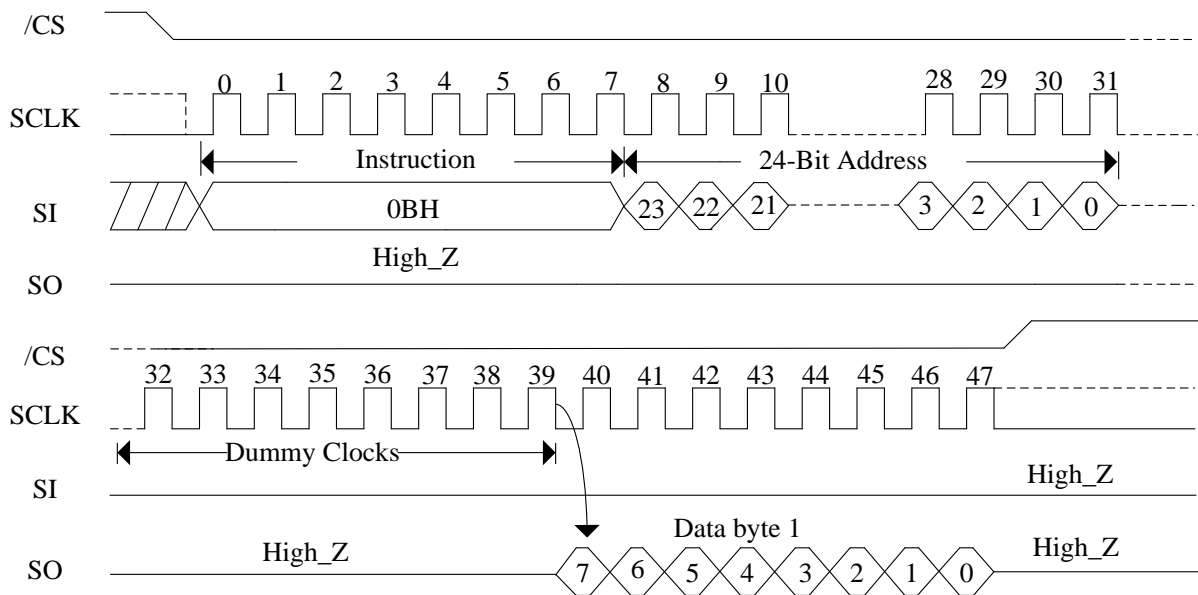 /CS
0 1 2 3 4 5 6 7 8 9 10 28 29 30 31
SCLK
Instruction 24-Bit Address
SI 0BH 23 22 21 3 2 1 0
High_Z
SO
/CS
32 33 34 35 36 37 38 39 40 41 42 43 44 45 46 47
SCLK
Dummy Clocks
SI High_Z
Data byte 1
SO High_Z 7 6 5 4 3 2 1 0 High_Z